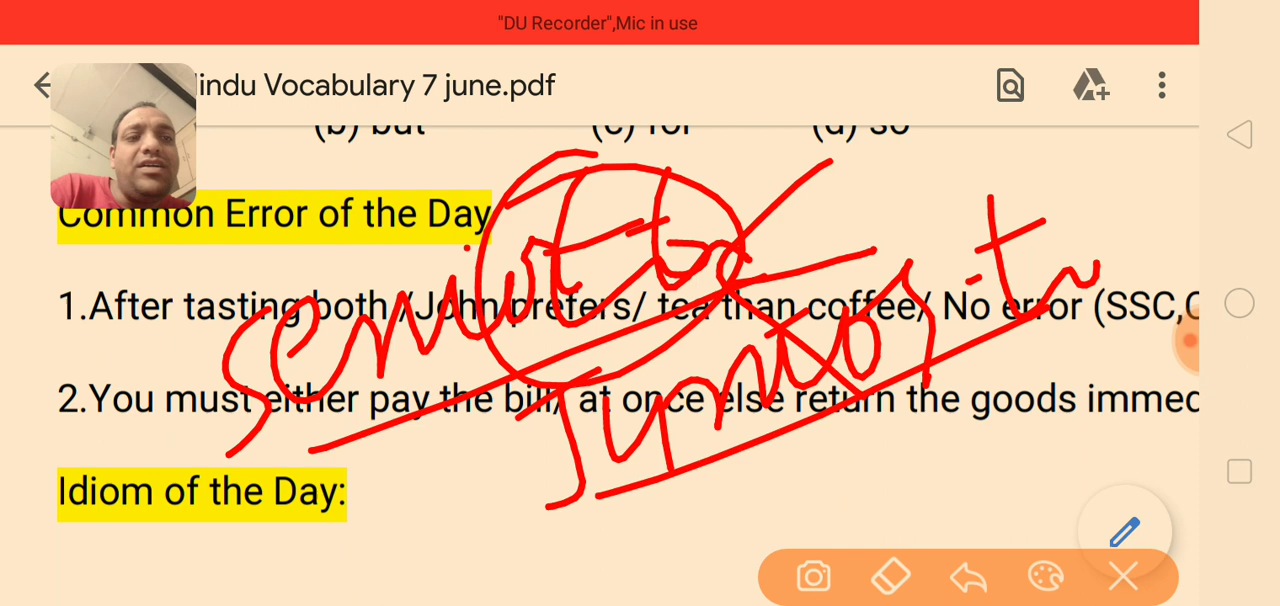 "DU Recorder",Mic in use
indu Vocabulary 7 june.pdf
(b) but (c) for (d) so
Common Error of the Day
1.After tasting both /John prefers/ tea than coffee/ No error (SSC,
senior to
2.You must either pay the bill/ at once else return the goods immed
Junior to
Idiom of the Day: